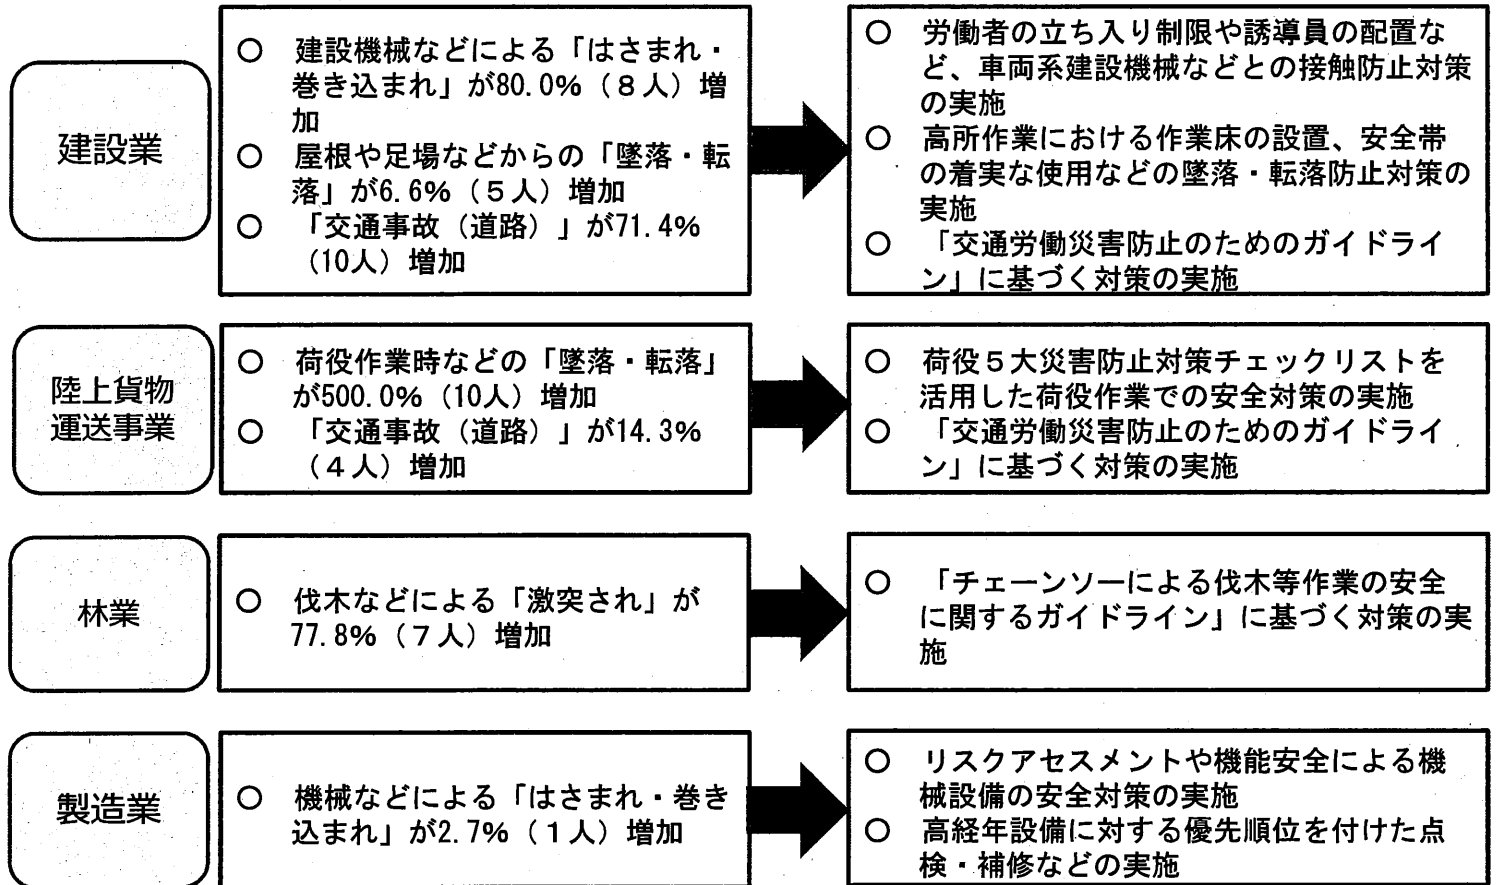 建設業
○ 建設機械などによる「はさまれ・
巻き込まれ」が80.0%（８人）増
加
○ 屋根や足場などからの「墜落・転
落」が6.6%（５人）増加
○ 「交通事故（道路）」が71.4%
（10人）増加
○ 労働者の立ち入り制限や誘導員の配置な
ど、車両系建設機械などとの接触防止対策
の実施
○ 高所作業における作業床の設置、安全帯
の着実な使用などの墜落・転落防止対策の
実施
○ 「交通労働災害防止のためのガイドライ
ン」に基づく対策の実施
陸上貨物
運送事業
○ 荷役作業時などの「墜落・転落」
が500.0%（10人）増加
○ 「交通事故（道路）」が14.3%
（４人）増加
○ 荷役５大災害防止対策チェックリストを
活用した荷役作業での安全対策の実施
○ 「交通労働災害防止のためのガイドライ
ン」に基づく対策の実施
林業
○ 伐木などによる「激突され」が
77.8%（７人）増加
○ 「チェーンソーによる伐木等作業の安全
に関するガイドライン」に基づく対策の実
施
製造業
○ 機械などによる「はさまれ・巻き
込まれ」が2.7%（１人）増加
○ リスクアセスメントや機能安全による機
械設備の安全対策の実施
○ 高経年設備に対する優先順位を付けた点
検・補修などの実施